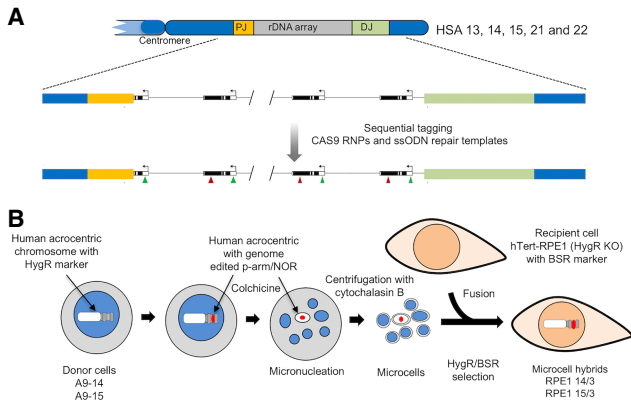 A
PJ
rDNA array
DJ
HSA 13, 14, 15, 21 and 22
Centromere
Sequential tagging
CAS9 RNPs and ssODN repair templates
B
Human acrocentric
chromosome with
HygR marker
Human acrocentric
with genome
edited p-arm/NOR
Colchicine
Centrifugation with
cytochalasin B
Recipient cell
hTert-RPE1 (HygR KO)
with BSR marker
Fusion
Donor cells
A9-14
A9-15
Micronucleation
Microcells
HygR/BSR
selection
Microcell hybrids
RPE1 14/3
RPE1 15/3